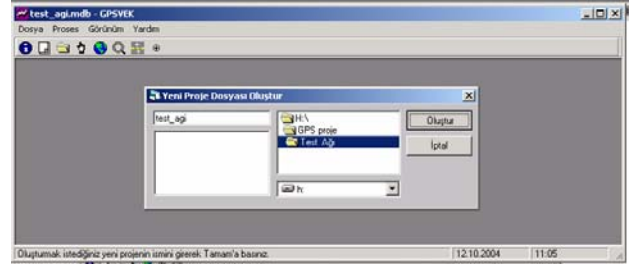 test_agi.mdb - GPSVEK
Dosya Proses Görünüm Yardım
Yeni Proje Dosyası Oluştur
test_agi
H:\
GPS proje
Test Ağı
Oluştur
İptal
h:
Oluşturmak istediğiniz yeni projenin ismini girerek Tamam'a basınız.
12.10.2004
11:05